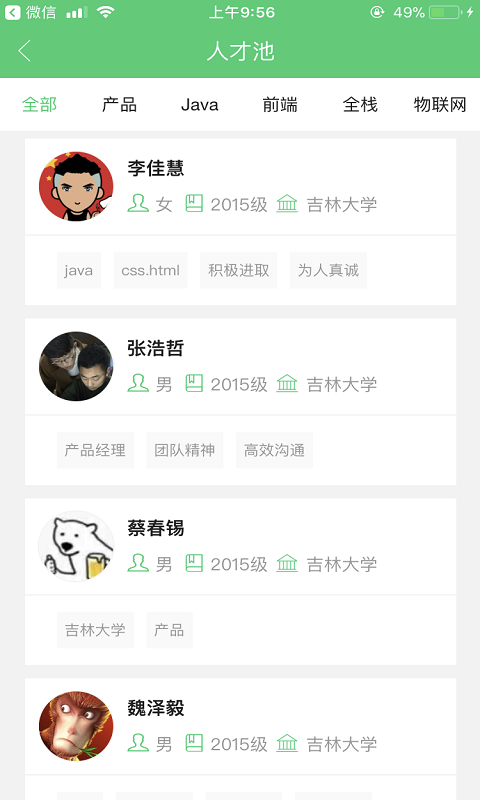 微信 上午9:56 49%
人才池
全部 产品 Java 前端 全栈 物联网
李佳慧
女 2015级 吉林大学
java css.html 积极进取 为人真诚
张浩哲
男 2015级 吉林大学
产品经理 团队精神 高效沟通
蔡春锡
男 2015级 吉林大学
吉林大学 产品
魏泽毅
男 2015级 吉林大学